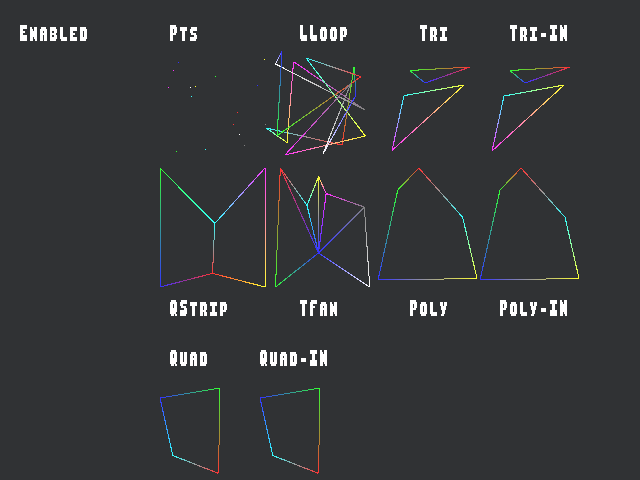 Enabled Pts LLoop Tri Tri-IN
QStrip TFan Poly Poly-IN
Quad Quad-IN